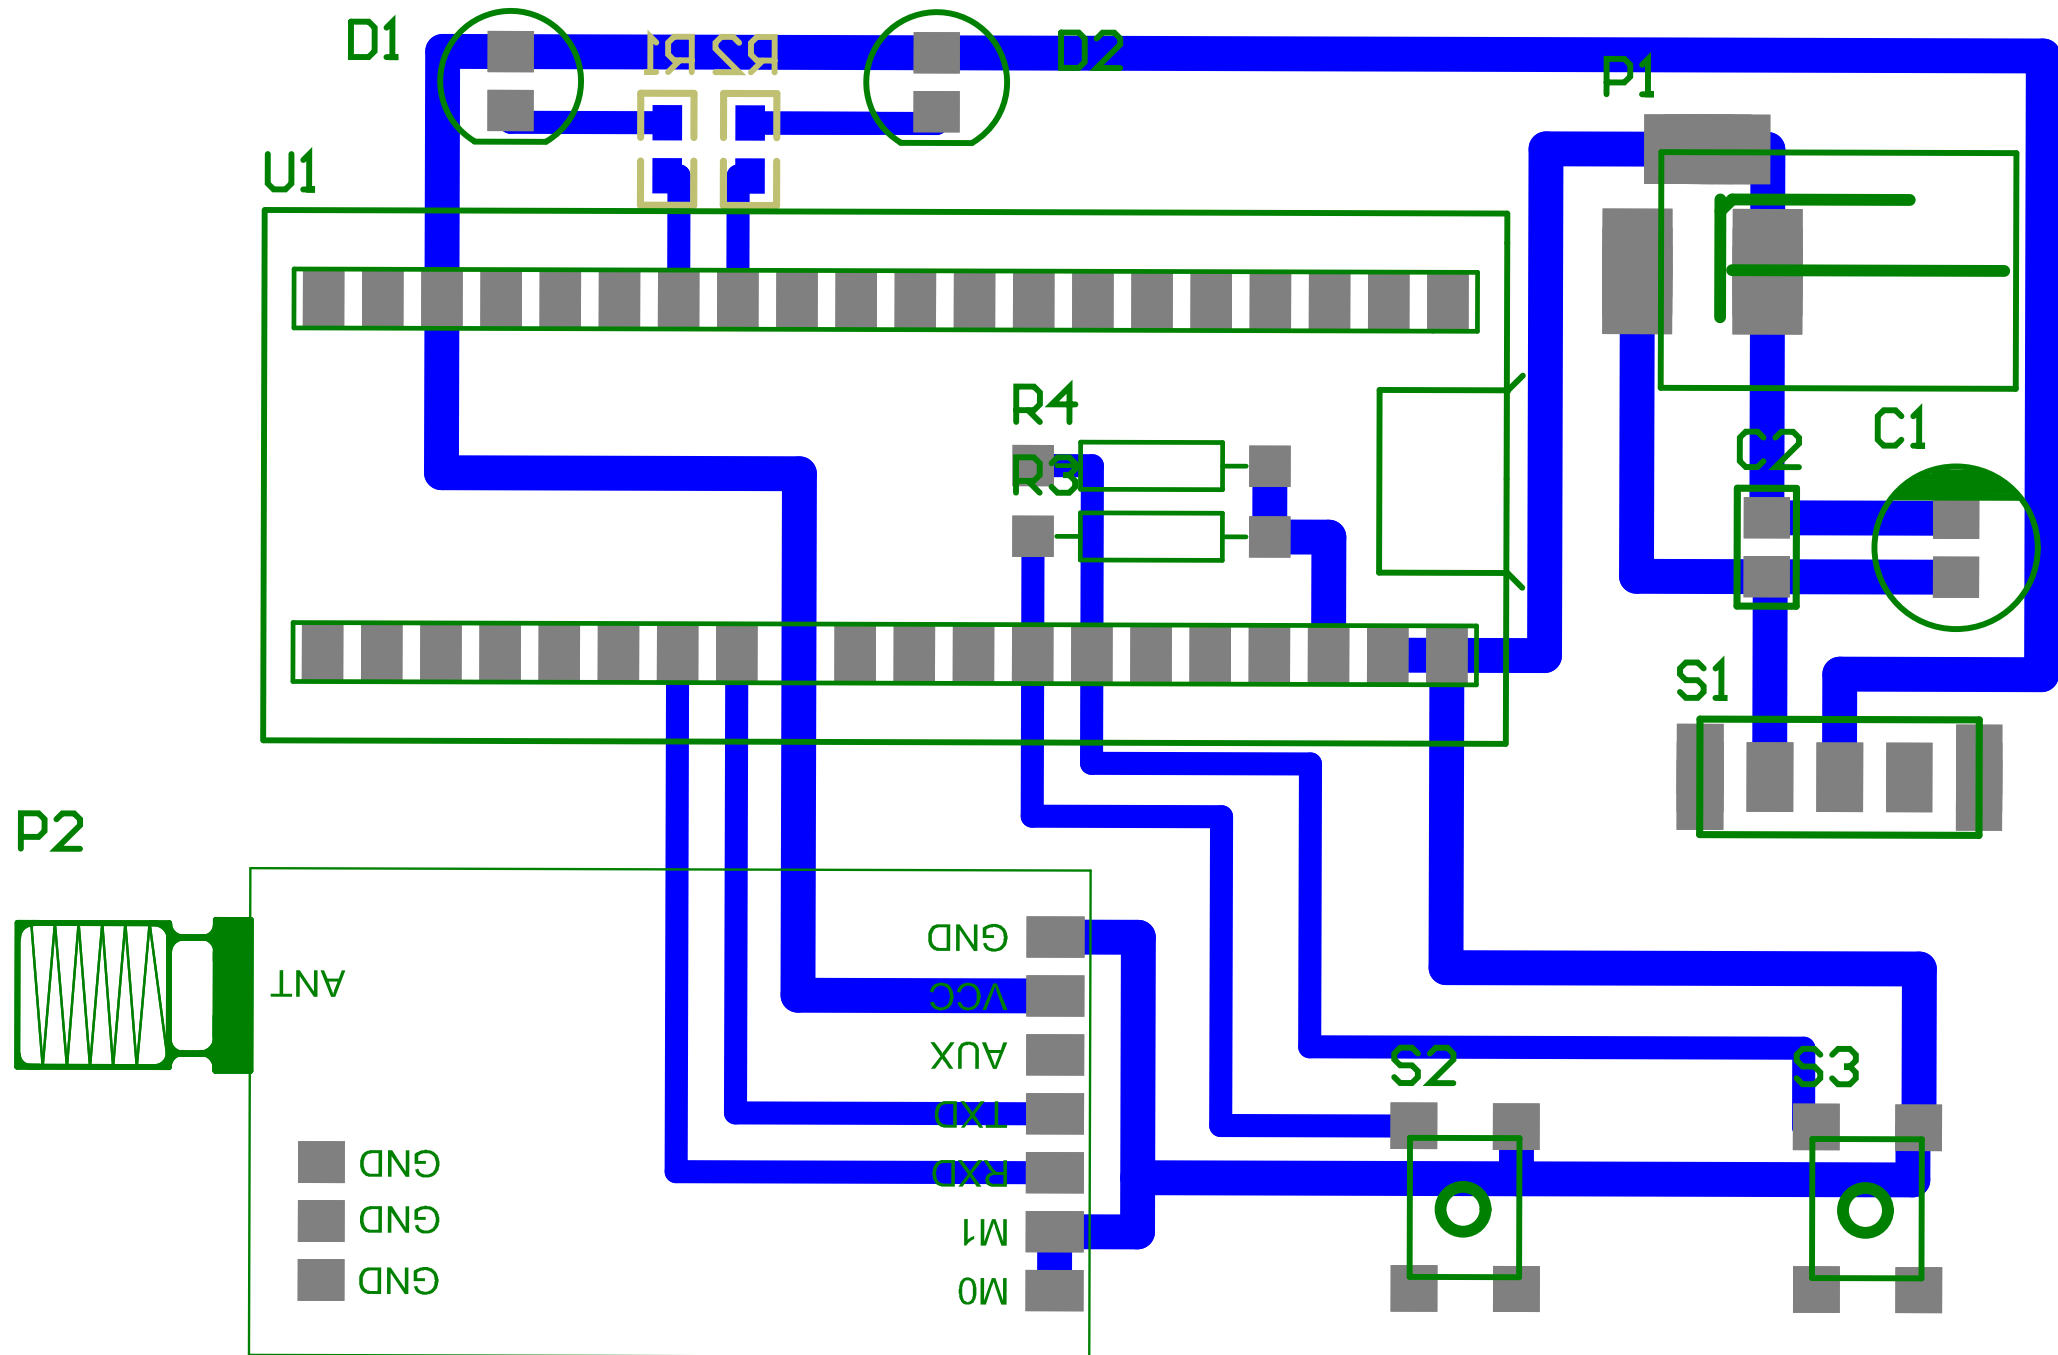 D1
R1
R2
D2
P1
U1
R4
R3
C2
C1
S1
P2
GND
VCC
ANT
AUX
TXD
RXD
M1
M0
GND
GND
GND
S2
S3